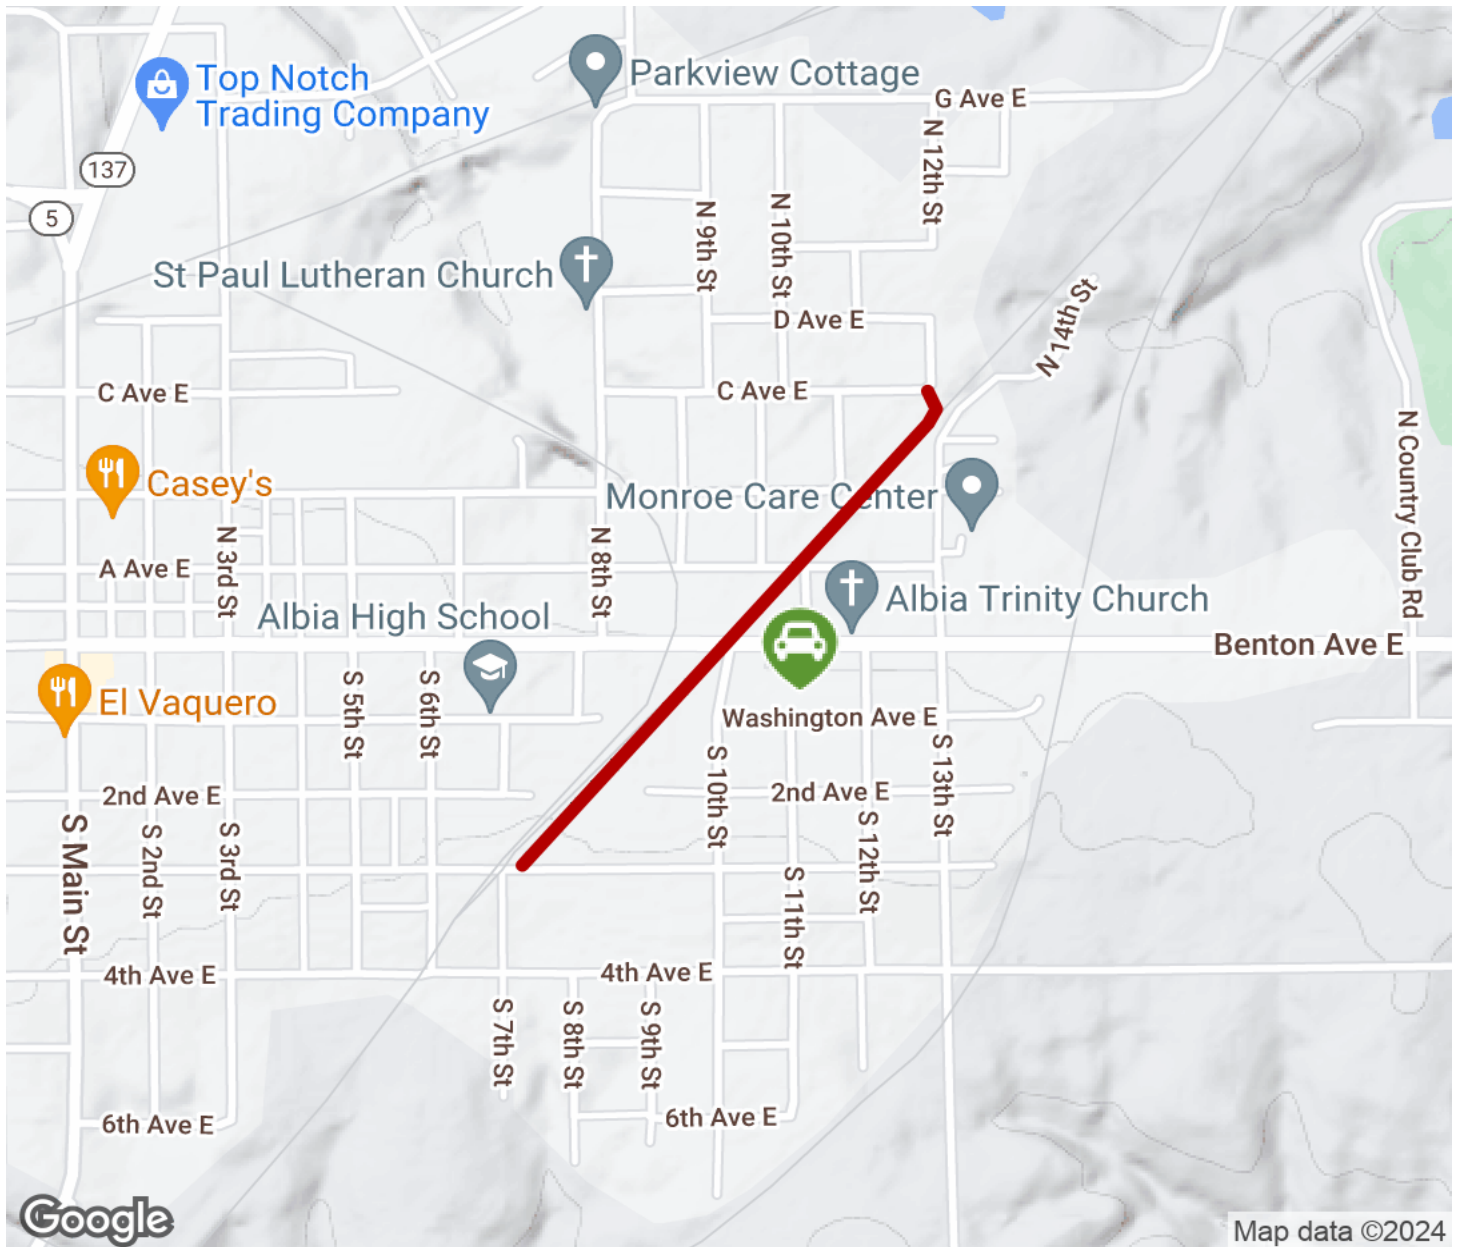 Top Notch
Trading Company
Parkview Cottage
G Ave E
N 12th St
137
5
N 9th St
N 10th St
St Paul Lutheran Church
D Ave E
N 14th St
C Ave E
C Ave E
N Country Club Rd
Casey's
Monroe Care Center
N 3rd St
N 8th St
A Ave E
Albia High School
Albia Trinity Church
Benton Ave E
El Vaquero
S 5th St
S 6th St
Washington Ave E
S 10th St
S 13th St
2nd Ave E
2nd Ave E
S Main St
S 2nd St
S 3rd St
S 12th St
S 11th St
4th Ave E
4th Ave E
S 7th St
S 8th St
S 9th St
6th Ave E
6th Ave E
Google
Map data ©2024